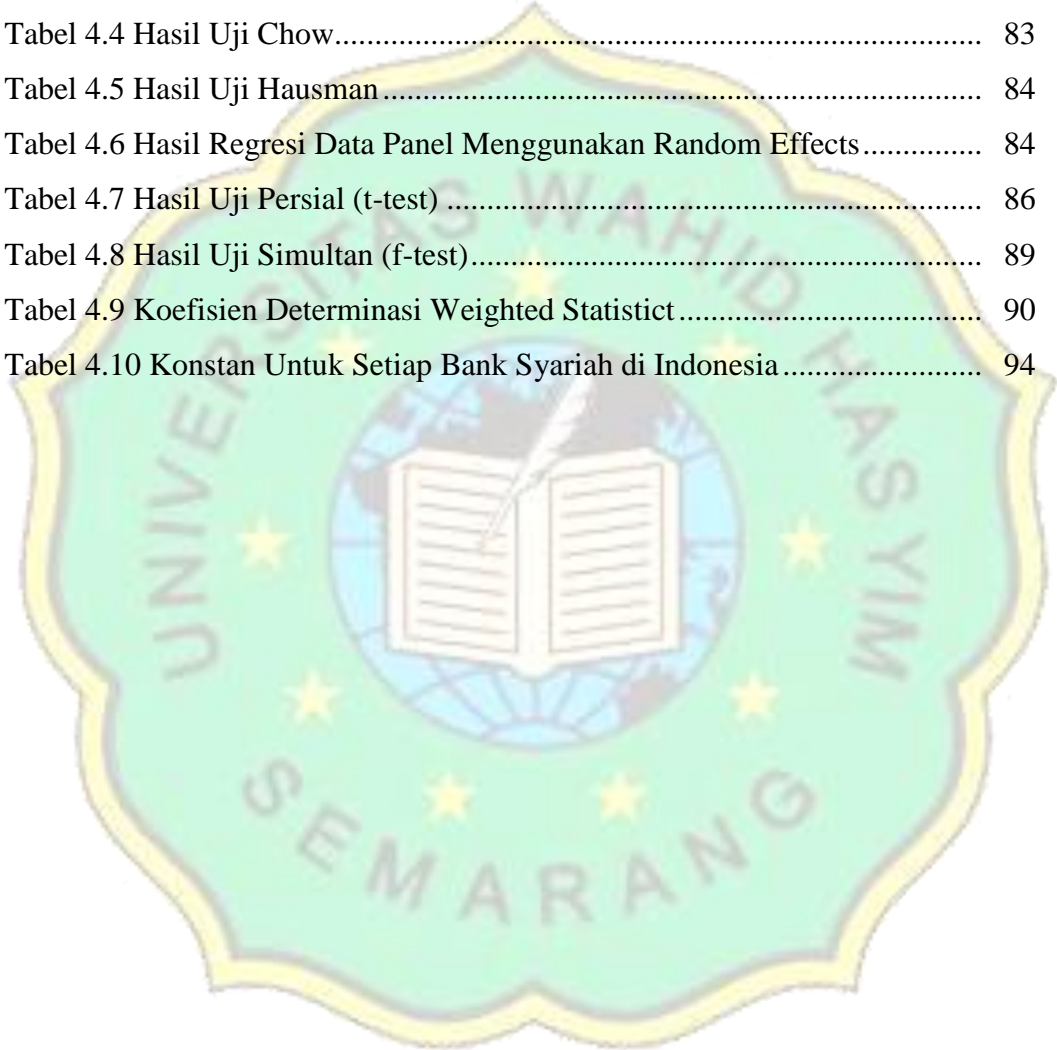 Tabel 4.4 Hasil Uji Chow................................................................................ 83
Tabel 4.5 Hasil Uji Hausman.......................................................................... 84
Tabel 4.6 Hasil Regresi Data Panel Menggunakan Random Effects............... 84
Tabel 4.7 Hasil Uji Persial (t-test).................................................................. 86
Tabel 4.8 Hasil Uji Simultan (f-test)............................................................... 89
Tabel 4.9 Koefisien Determinasi Weighted Statistict..................................... 90
Tabel 4.10 Konstan Untuk Setiap Bank Syariah di Indonesia......................... 94
UNIVERSITAS WAHID HASYIM
SEMARANG